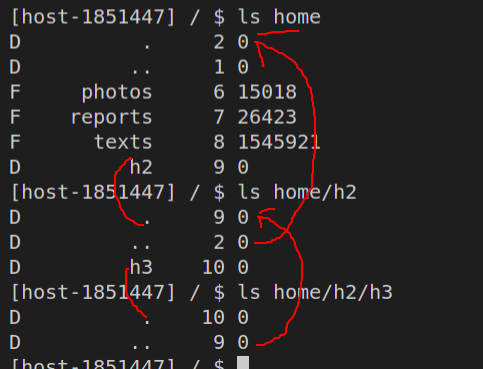 [host-1851447] / $ ls home
D . 2 0
D .. 1 0
F photos 6 15018
F reports 7 26423
F texts 8 1545921
D h2 9 0
[host-1851447] / $ ls home/h2
D . 9 0
D .. 2 0
D h3 10 0
[host-1851447] / $ ls home/h2/h3
D . 10 0
D .. 9 0
[host-1851447] / $